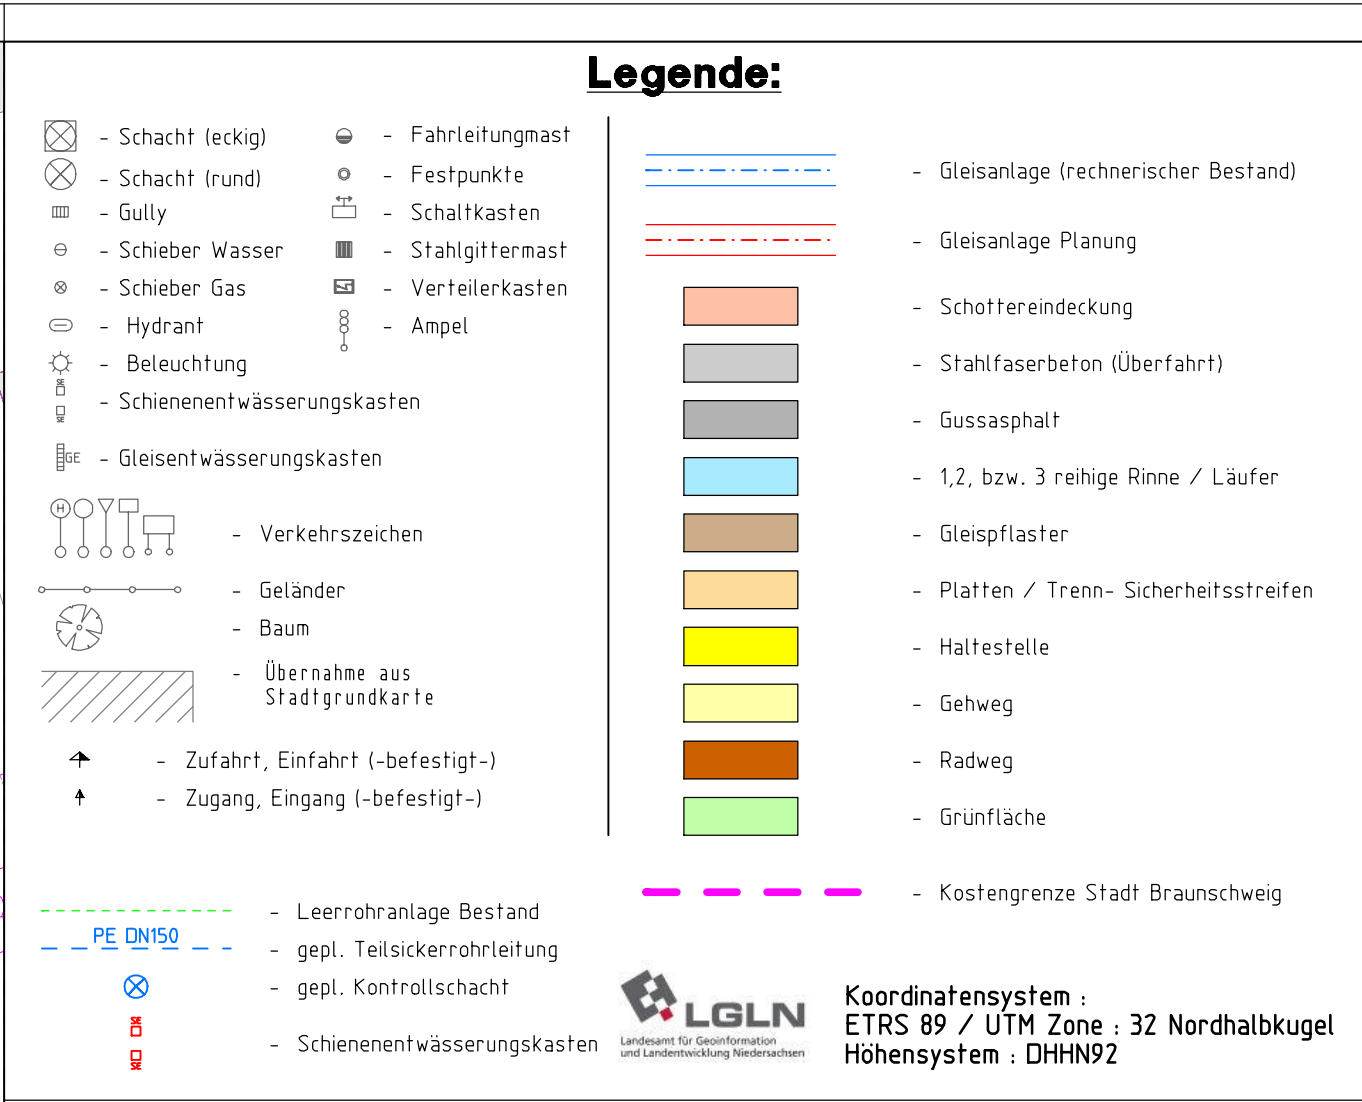 Legende:
- Schacht (eckig)
- Schacht (rund)
- Gully
- Schieber Wasser
- Schieber Gas
- Hydrant
- Beleuchtung
SE
SE
- Schienenentwässerungskasten
GE - Gleisentwässerungskasten
- Fahrleitungmast
- Festpunkte
- Schaltkasten
- Stahlgittermast
- Verteilerkasten
- Ampel
H
- Verkehrszeichen
- Geländer
- Baum
- Übernahme aus
Stadtgrundkarte
- Zufahrt, Einfahrt (-befestigt-)
- Zugang, Eingang (-befestigt-)
- Leerrohranlage Bestand
PE DN150
- gepl. Teilsickerrohrleitung
- gepl. Kontrollschacht
SE
SE
- Schienenentwässerungskasten
- Gleisanlage (rechnerischer Bestand)
- Gleisanlage Planung
- Schottereindeckung
- Stahlfaserbeton (Überfahrt)
- Gussasphalt
- 1,2, bzw. 3 reihige Rinne / Läufer
- Gleispflaster
- Platten / Trenn- Sicherheitsstreifen
- Haltestelle
- Gehweg
- Radweg
- Grünfläche
- Kostengrenze Stadt Braunschweig
LGLN
Landesamt für Geoinformation
und Landentwicklung Niedersachsen
Koordinatensystem :
ETRS 89 / UTM Zone : 32 Nordhalbkugel
Höhensystem : DHHN92